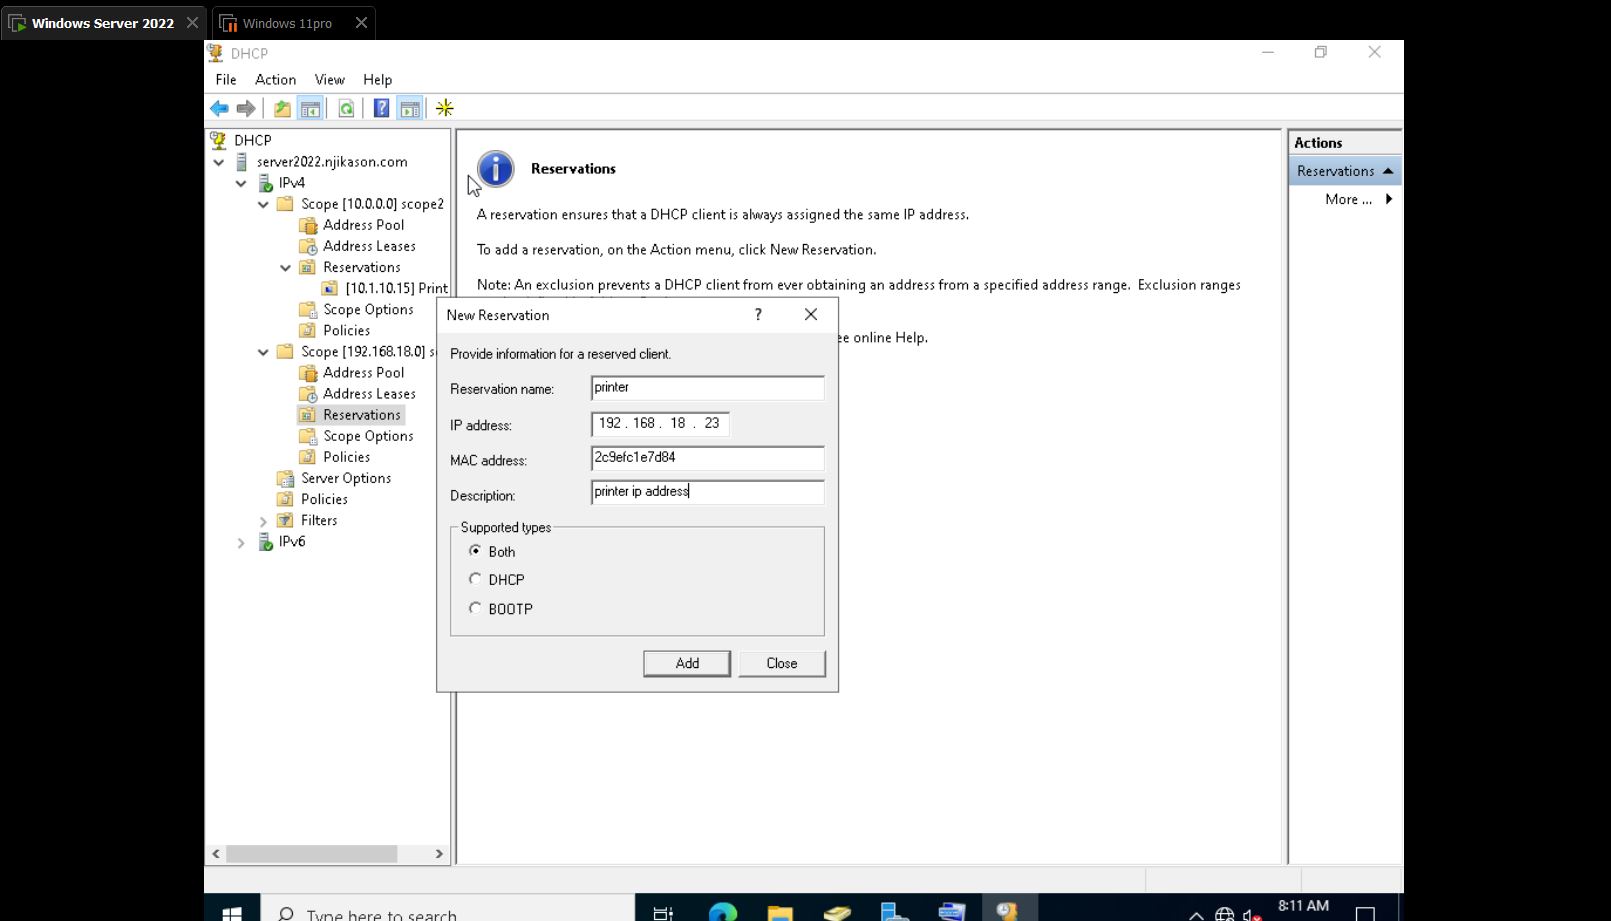 Windows Server 2022
Windows 11pro
DHCP
File Action View Help
DHCP
server2022.njikason.com
IPv4
Scope [10.0.0.0] scope2
Address Pool
Address Leases
Reservations
[10.1.10.15] Print
Scope Options
Policies
Scope [192.168.18.0] s
Address Pool
Address Leases
Reservations
Scope Options
Policies
Server Options
Policies
Filters
IPv6
Reservations
A reservation ensures that a DHCP client is always assigned the same IP address.
To add a reservation, on the Action menu, click New Reservation.
Note: An exclusion prevents a DHCP client from ever obtaining an address from a specified address range. Exclusion ranges
ee online Help.
New Reservation ?
Provide information for a reserved client.
Reservation name: printer
IP address: 192 . 168 . 18 . 23
MAC address: 2c9efc1e7d84
Description: printer ip address
Supported types
Both
DHCP
BOOTP
Add Close
Actions
Reservations
More ...
Type here to search
8:11 AM